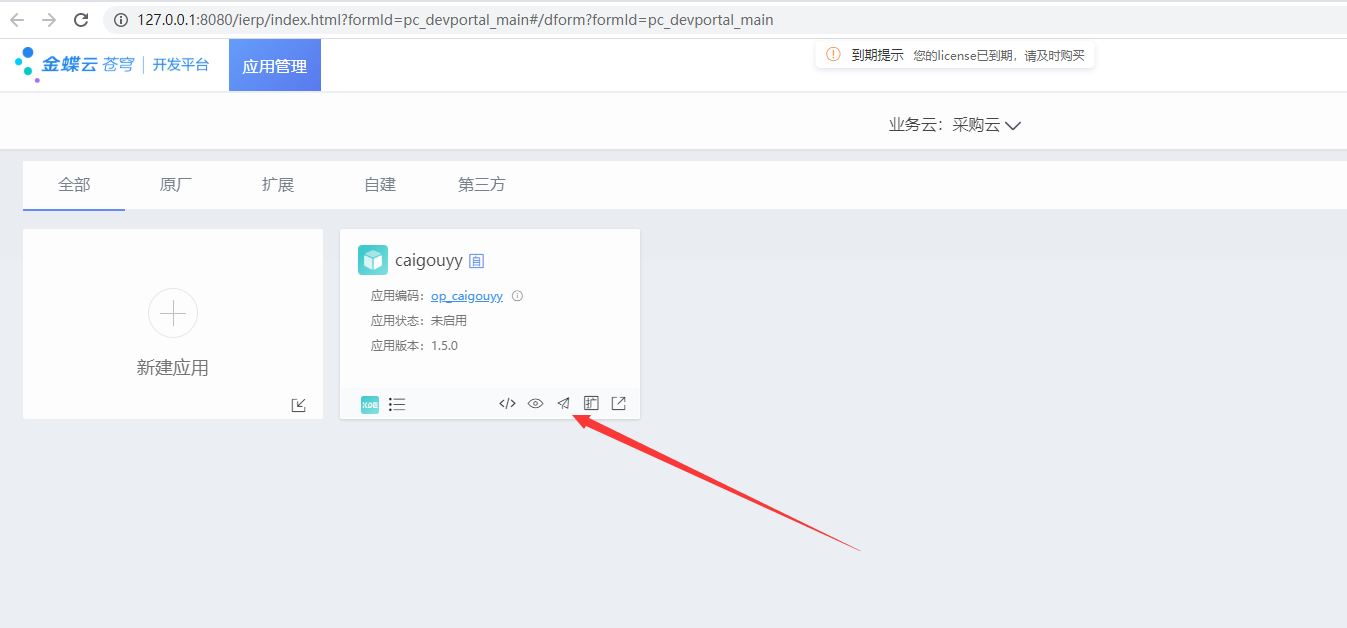 127.0.0.1:8080/ierp/index.html?formId=pc_devportal_main#/dform?formId=pc_devportal_main
金蝶云 苍穹 | 开发平台 应用管理
到期提示 您的license已到期，请及时购买
业务云：采购云
全部 原厂 扩展 自建 第三方
caigouyy 自
应用编码：op_caigouyy
应用状态：未启用
应用版本：1.5.0
新建应用